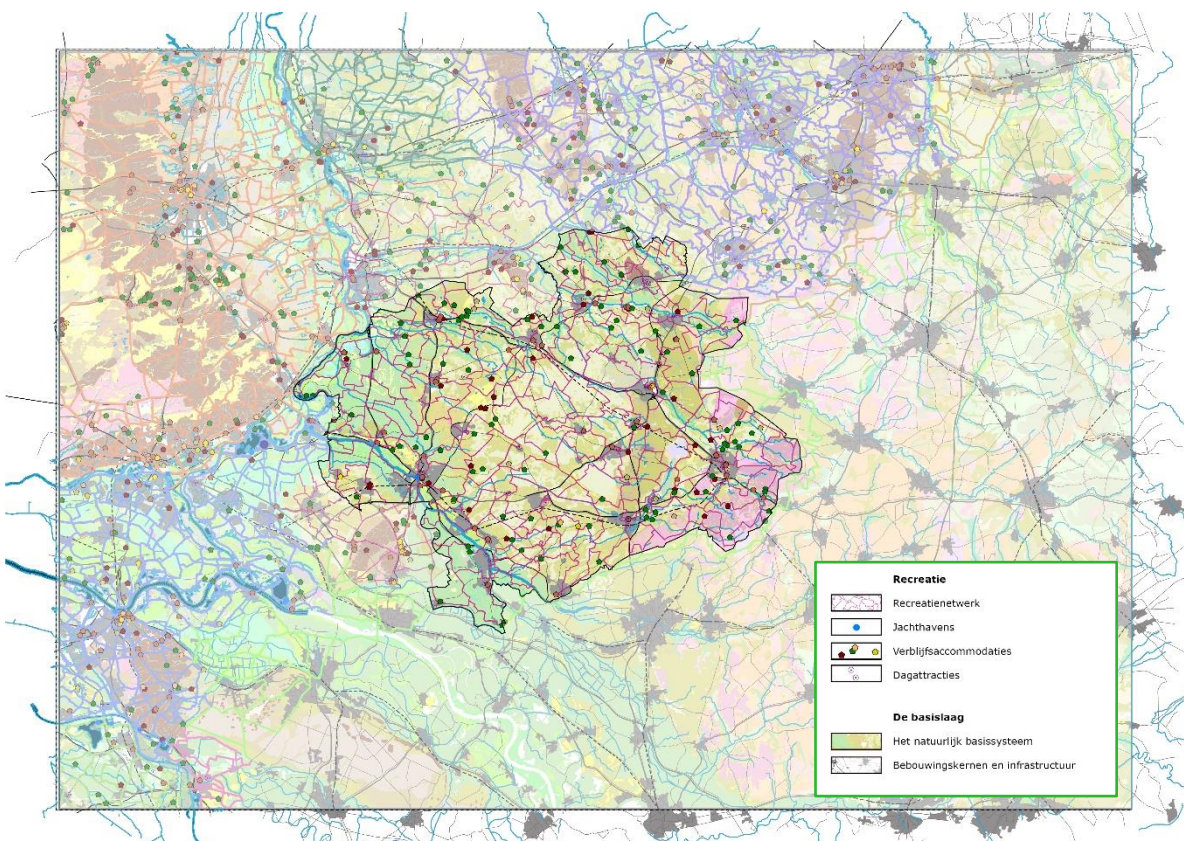 Recreatie
Recreatienetwerk
Jachthavens
Verblijfsaccommodaties
Dagattracties
De basislaag
Het natuurlijk basissysteem
Bebouwingskernen en infrastructuur